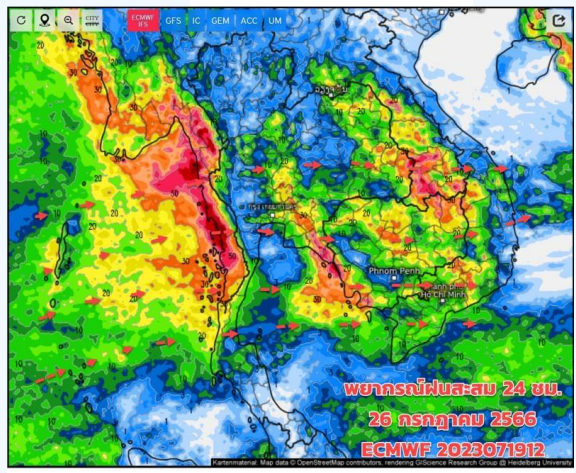 CITY
ECMWF
IFS
GFS
IC
GEM
ACC
UM
Phnom Penh
Ho Chi Minh
พยากรณ์ฝนสะสม 24 ชม.
26 กรกฎาคม 2566
ECMWF 2023071912
Kartenmaterial: Map data © OpenStreetMap contributors, rendering GIScience Research Group @ Heidelberg University